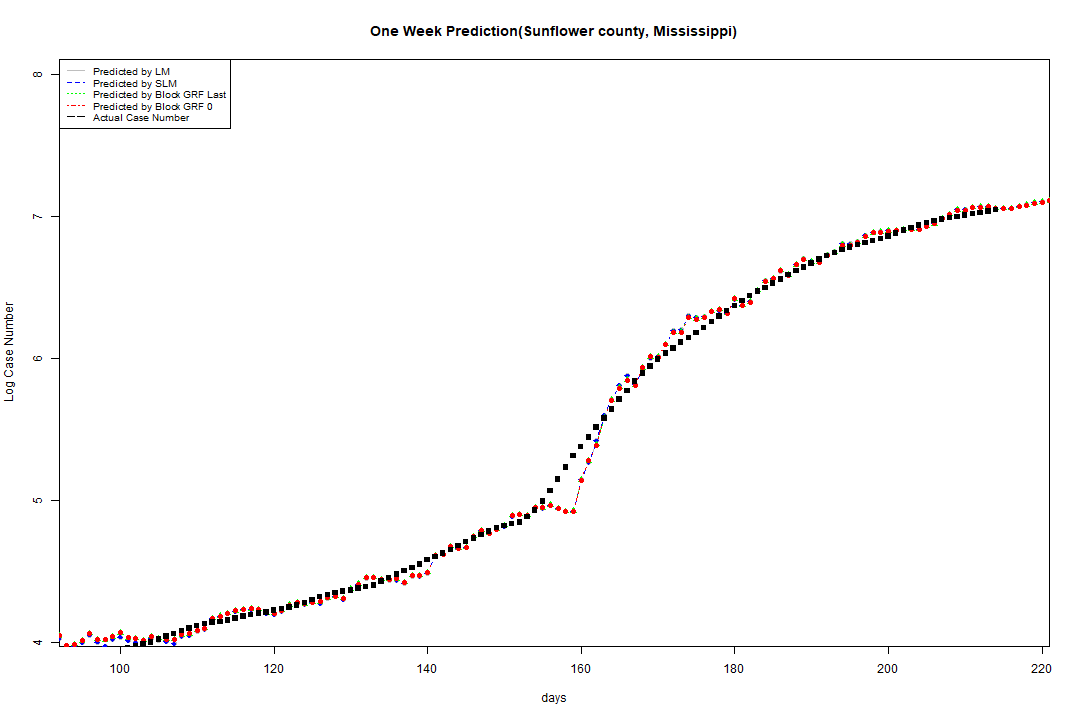 One Week Prediction(Sunflower county, Mississippi)
Predicted by LM
Predicted by SLM
Predicted by Block GRF Last
Predicted by Block GRF 0
Actual Case Number
8
7
6
5
4
Log Case Number
100 120 140 160 180 200 220
days